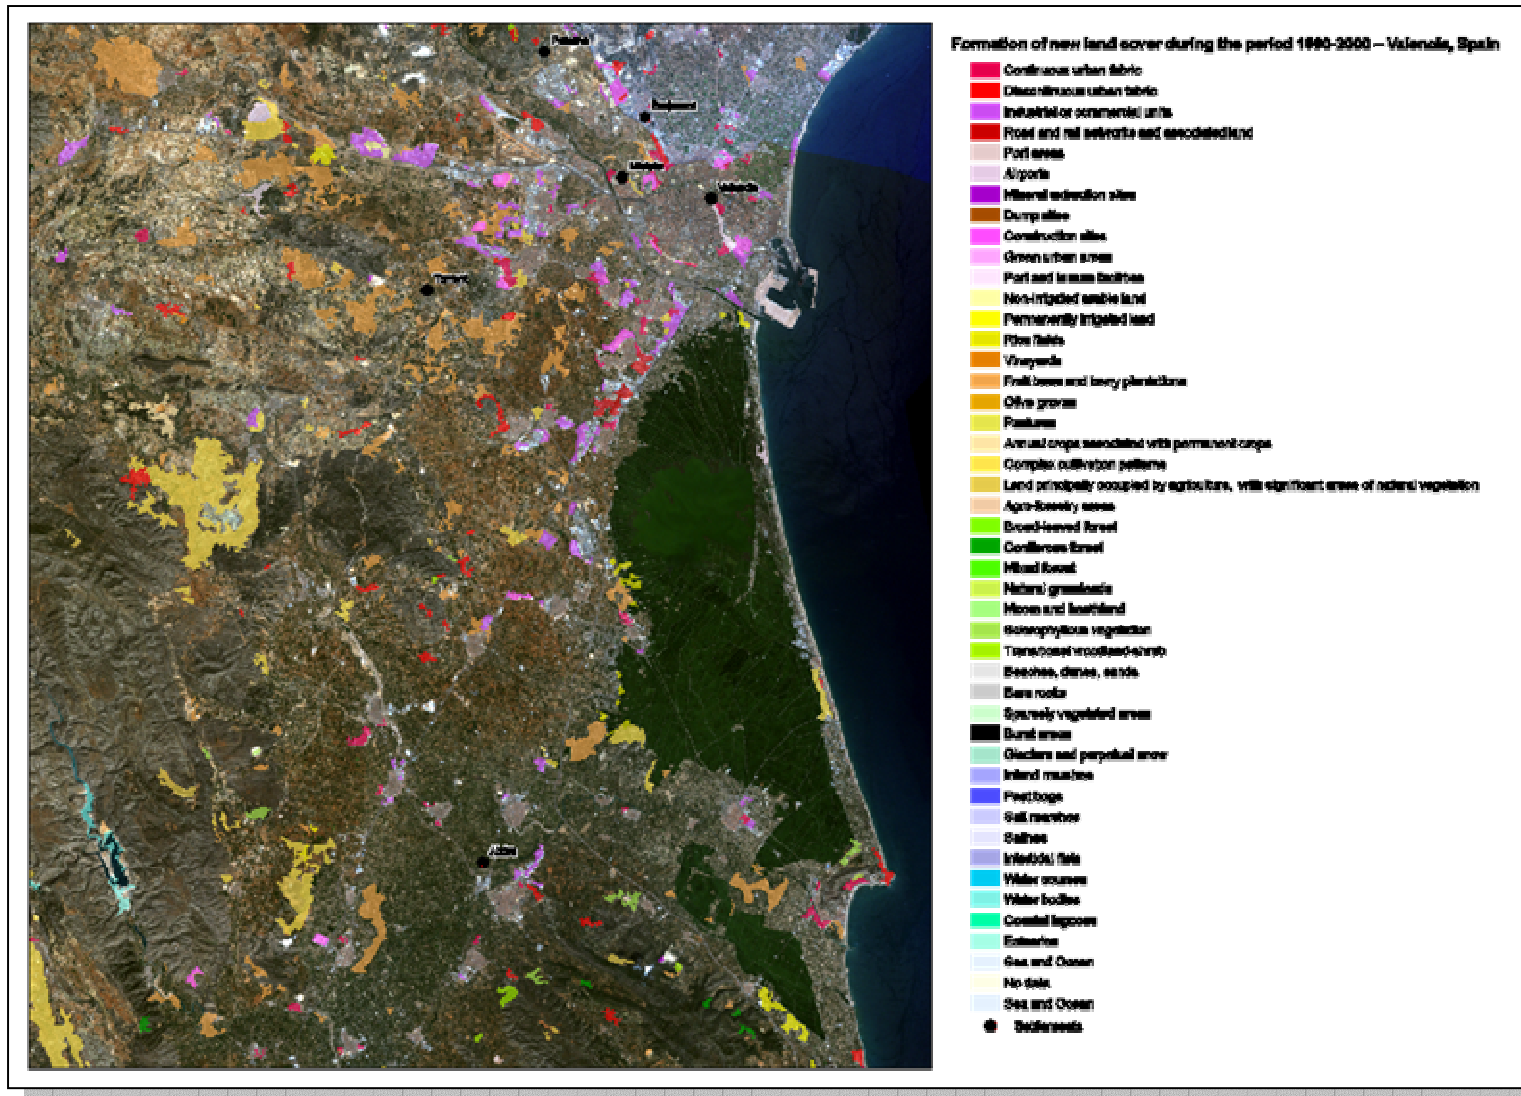 Formation of new land cover during the period 1990-2000 – Valencia, Spain
Continuous urban fabric
Discontinuous urban fabric
Industrial or commercial units
Road and rail networks and associated land
Port areas
Airports
Mineral extraction sites
Dump sites
Construction sites
Green urban areas
Port and leisure facilities
Non-irrigated arable land
Permanently irrigated land
Rice fields
Vineyards
Fruit trees and berry plantations
Olive groves
Pastures
Annual crops associated with permanent crops
Complex cultivation patterns
Land principally occupied by agriculture, with significant areas of natural vegetation
Agro-forestry areas
Broad-leaved forest
Coniferous forest
Mixed forest
Natural grasslands
Moors and heathland
Sclerophyllous vegetation
Transitional woodland-shrub
Beaches, dunes, sands
Bare rocks
Sparsely vegetated areas
Burnt areas
Glaciers and perpetual snow
Inland marshes
Peat bogs
Salt marshes
Salines
Intertidal flats
Water courses
Water bodies
Coastal lagoons
Estuaries
Sea and Ocean
No data
Sea and Ocean
Settlements
Paterna
Burjassot
Mislata
Valencia
Torrent
Alzira